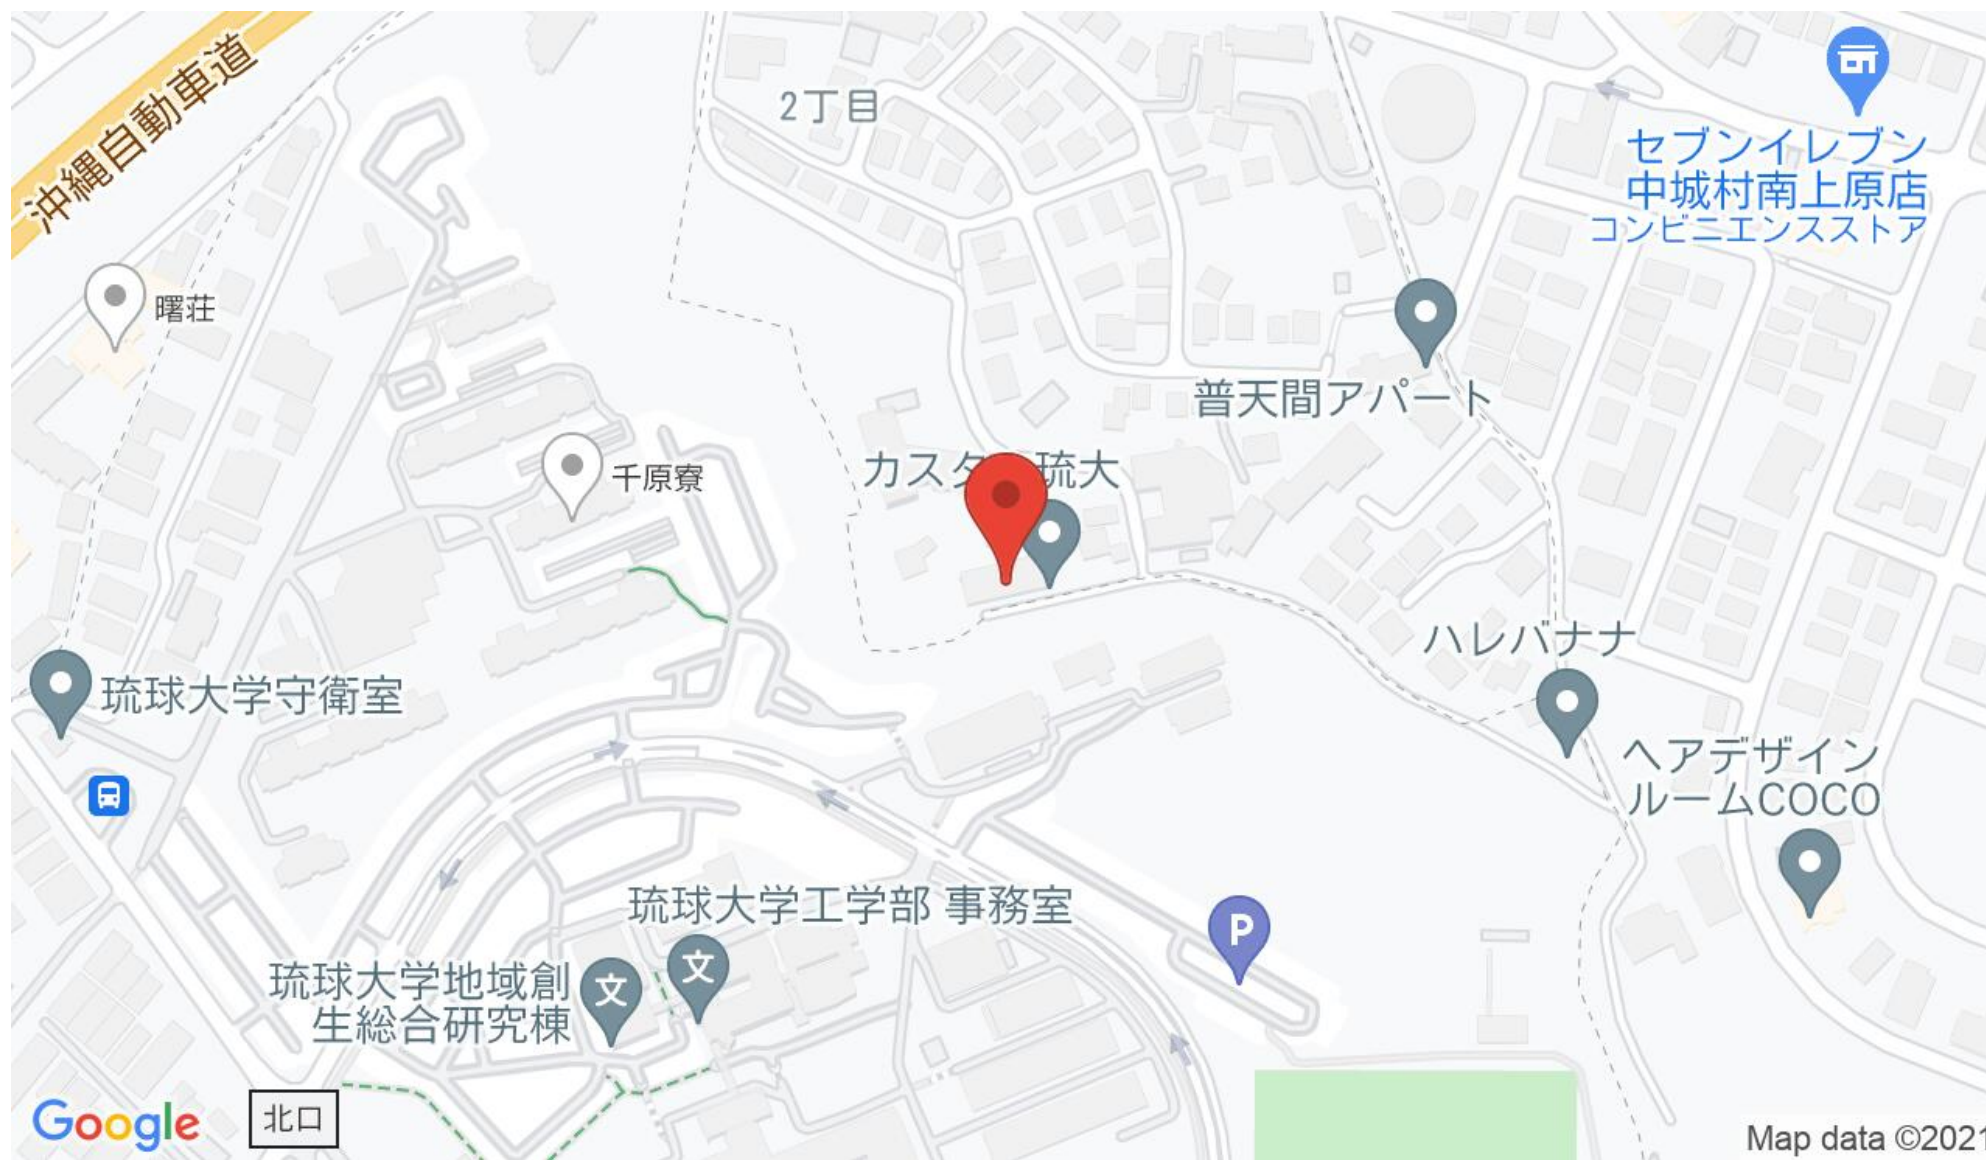 沖縄自動車道
2丁目
セブンイレブン
中城村南上原店
コンビニエンスストア
曙荘
普天間アパート
カスタ
琉大
千原寮
ハレバナナ
琉球大学守衛室
ヘアデザイン
ルームCOCO
琉球大学工学部 事務室
文
P
琉球大学地域創
生総合研究棟
文
Google
北口
Map data ©2021